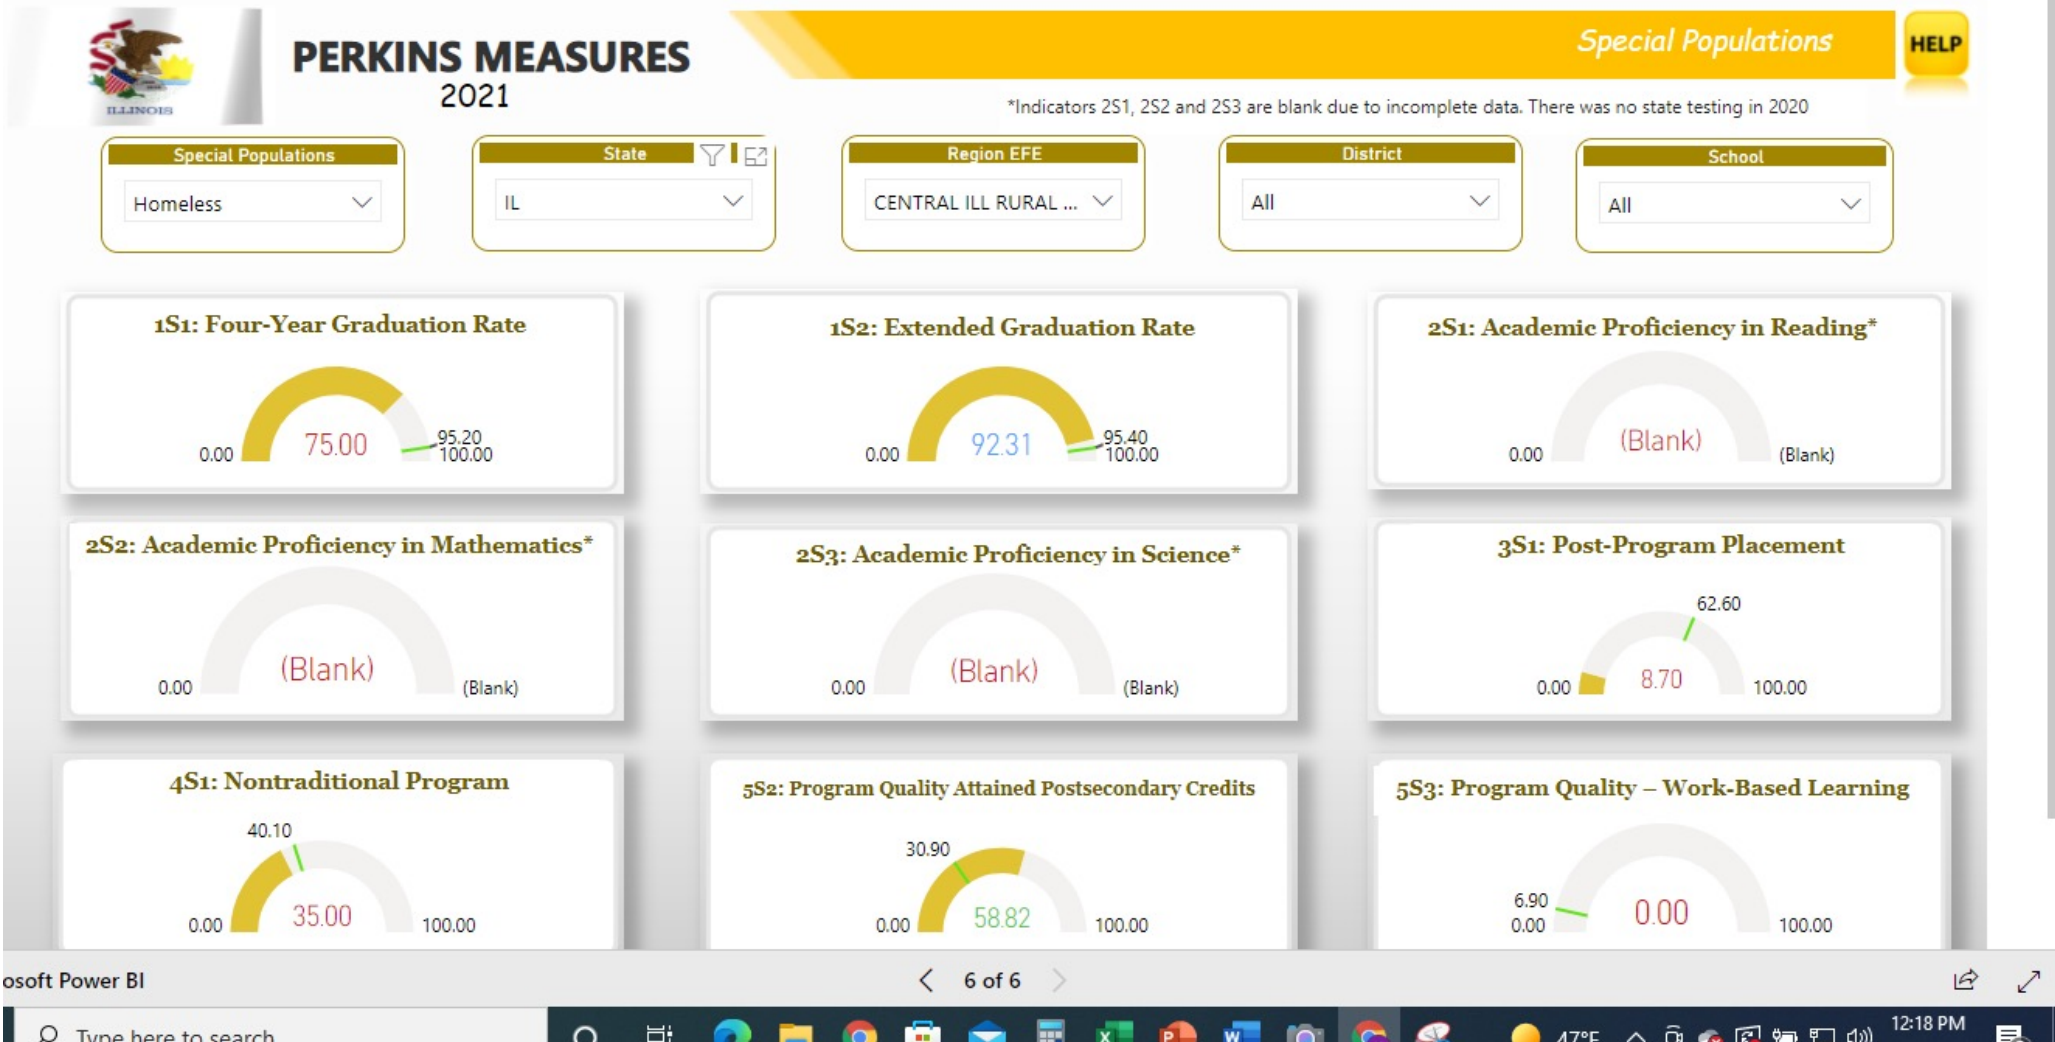 PERKINS MEASURES
2021
ILLINOIS
Special Populations
HELP
*Indicators 2S1, 2S2 and 2S3 are blank due to incomplete data. There was no state testing in 2020
Special Populations
Homeless
State
IL
Region EFE
CENTRAL ILL RURAL ...
District
All
School
All
1S1: Four-Year Graduation Rate
0.00
75.00
95.20
100.00
1S2: Extended Graduation Rate
0.00
92.31
95.40
100.00
2S1: Academic Proficiency in Reading*
0.00
(Blank)
(Blank)
2S2: Academic Proficiency in Mathematics*
0.00
(Blank)
(Blank)
2S3: Academic Proficiency in Science*
0.00
(Blank)
(Blank)
3S1: Post-Program Placement
62.60
0.00
8.70
100.00
4S1: Nontraditional Program
40.10
0.00
35.00
100.00
5S2: Program Quality Attained Postsecondary Credits
30.90
0.00
58.82
100.00
5S3: Program Quality – Work-Based Learning
6.90
0.00
0.00
100.00
osoft Power BI
6 of 6
Type here to search
47°F
12:18 PM